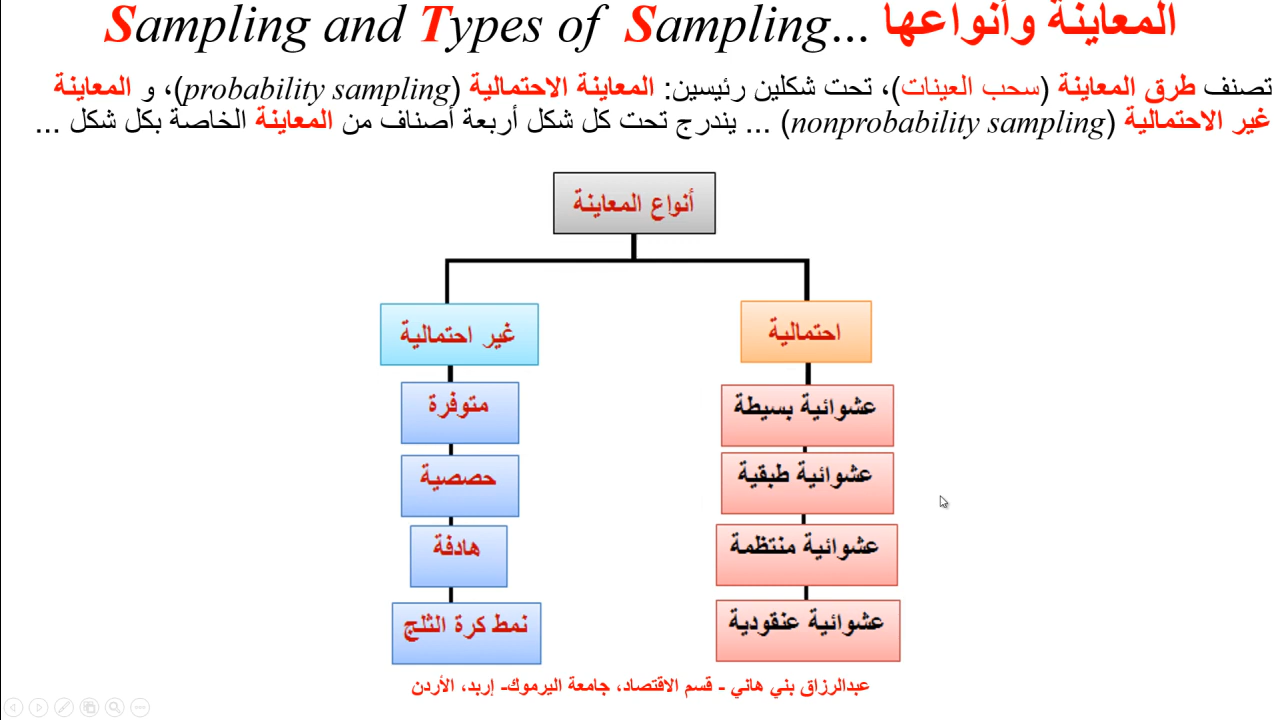 Sampling and Types of Sampling... المعاينة وأنواعها
تصنف طرق المعاينة (سحب العينات)، تحت شكلين رئيسين: المعاينة الاحتمالية (probability sampling)، و المعاينة
غير الاحتمالية (nonprobability sampling) ... يندرج تحت كل شكل أربعة أصناف من المعاينة الخاصة بكل شكل ...
أنواع المعاينة
احتمالية
غير احتمالية
عشوائية بسيطة
متوفرة
عشوائية طبقية
حصصية
عشوائية منتظمة
هادفة
عشوائية عنقودية
نمط كرة الثلج
عبدالرزاق بني هاني - قسم الاقتصاد، جامعة اليرموك- إربد، الأردن